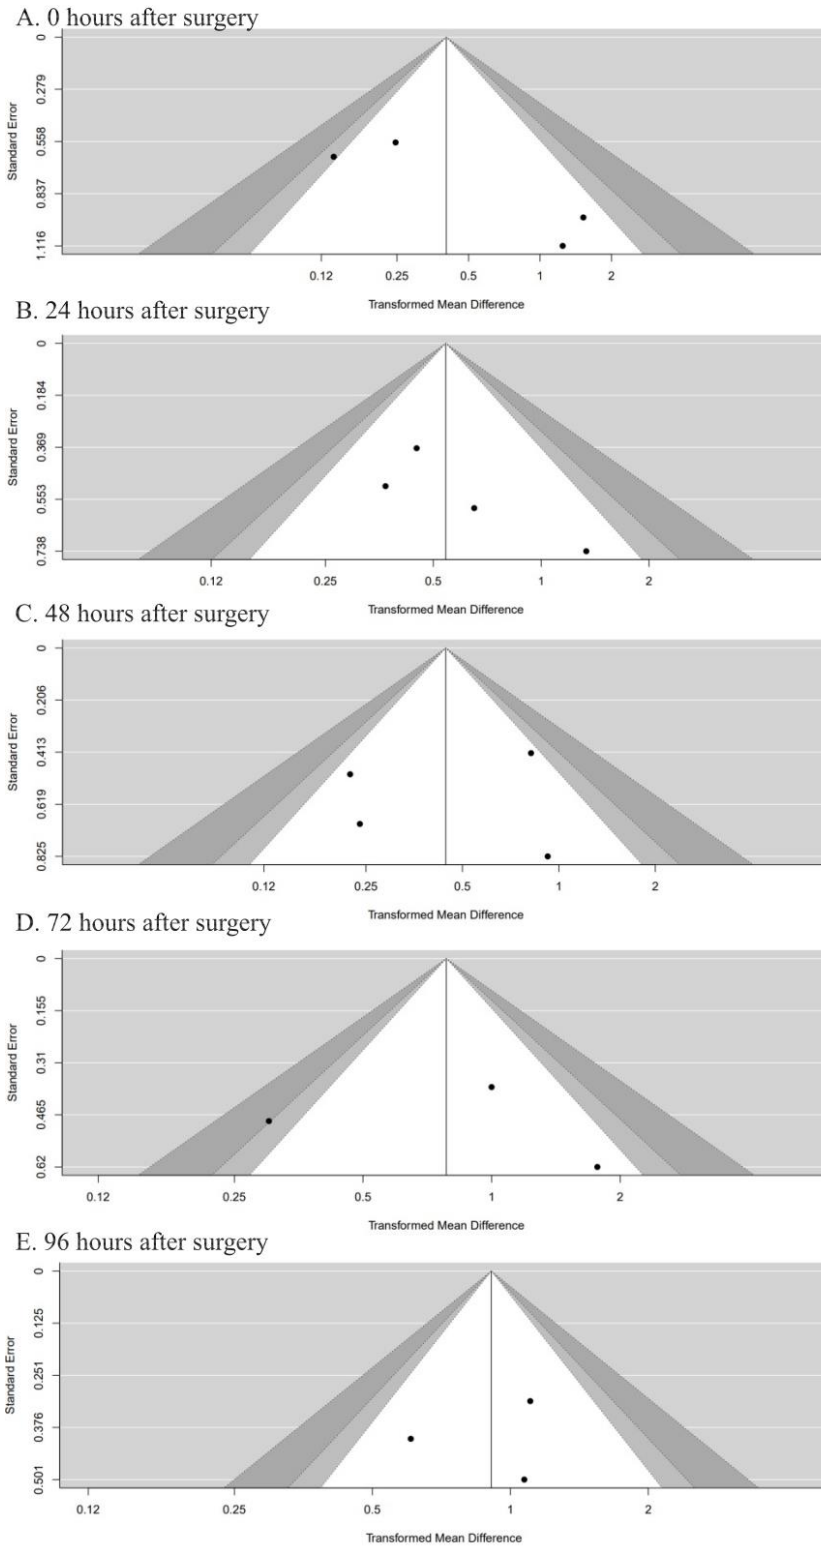 A. 0 hours after surgery
0
0.279
0.558
0.837
1.116
Standard Error
0.12 0.25 0.5 1 2
Transformed Mean Difference
B. 24 hours after surgery
0
0.184
0.369
0.553
0.738
Standard Error
0.12 0.25 0.5 1 2
Transformed Mean Difference
C. 48 hours after surgery
0
0.206
0.413
0.619
0.825
Standard Error
0.12 0.25 0.5 1 2
Transformed Mean Difference
D. 72 hours after surgery
0
0.155
0.31
0.465
0.62
Standard Error
0.12 0.25 0.5 1 2
Transformed Mean Difference
E. 96 hours after surgery
0
0.125
0.251
0.376
0.501
Standard Error
0.12 0.25 0.5 1 2
Transformed Mean Difference